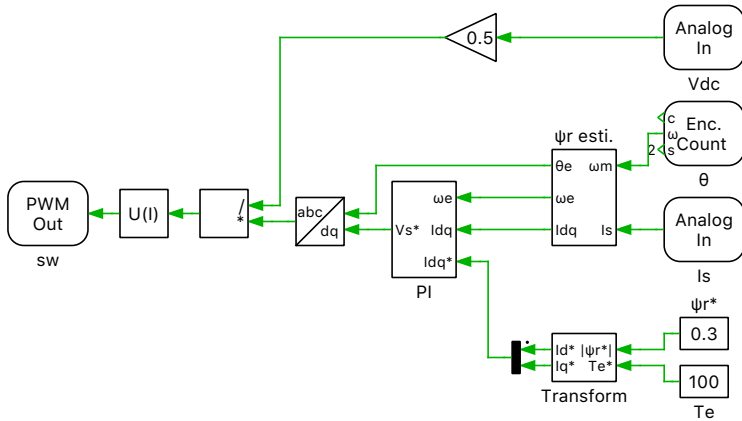 0.5
Analog
In
Vdc
c
ω
2 s
Enc.
Count
θ
ψr esti.
θe ωm
ωe
Idq Is
Analog
In
Is
PWM
Out
sw
U(I)
/
*
abc
dq
ωe
Vs* Idq
Idq*
PI
ψr*
0.3
Id* |ψr*|
Iq* Te*
Transform
100
Te